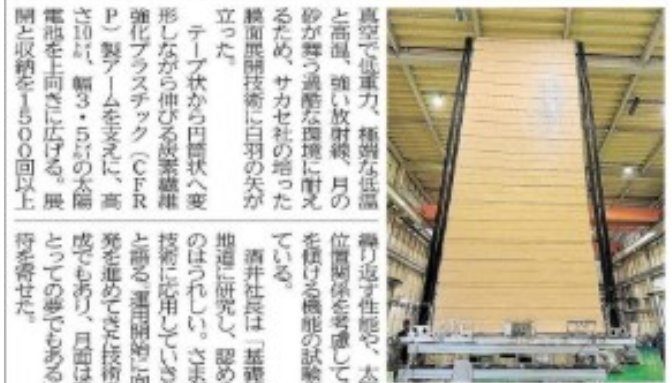 真空で低重力、極端な低温
と高温、強い放射線、月の
砂が舞う過酷な環境に耐え
るため、サカセ社の培った
膜面展開技術に白羽の矢が
立った。
テープ状から円筒状へ変
形しながら伸びる炭素繊維
強化プラスチック（CFR
P）製アームを支えに、高
さ10㍍、幅3・5㍍の太陽
電池を上向きに広げる。展
開と収納を1500回以上
繰り返す性能や、太
位置関係を考慮して
を傾ける機能の試験
ている。
酒井社長は「基礎
地道に研究し、認め
のはうれしい。さま
技術に応用していき
と語る。運用開始に向
発を進めてきた技術
成でもあり、月面は
とっての夢でもある
待を寄せた。